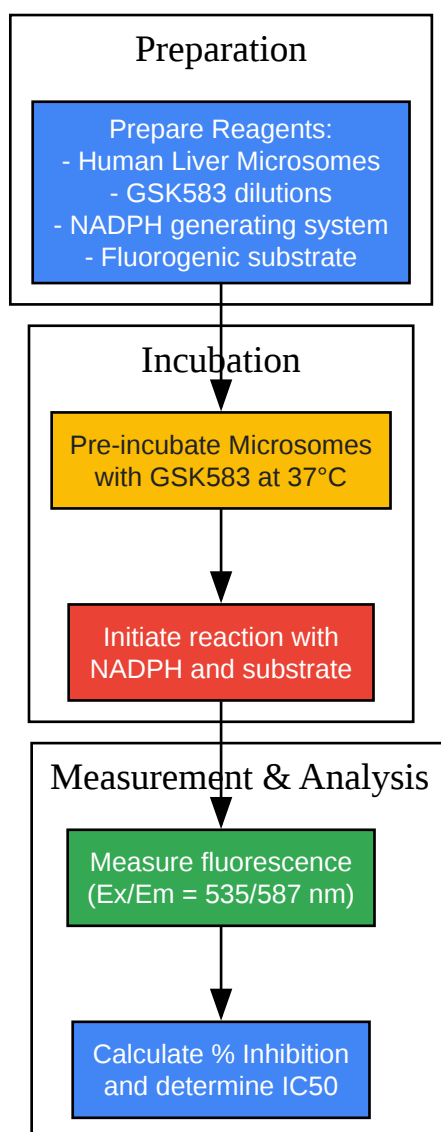 Preparation
Prepare Reagents:
- Human Liver Microsomes
- GSK583 dilutions
- NADPH generating system
- Fluorogenic substrate
Incubation
Pre-incubate Microsomes
with GSK583 at 37°C
Initiate reaction with
NADPH and substrate
Measurement & Analysis
Measure fluorescence
(Ex/Em = 535/587 nm)
Calculate % Inhibition
and determine IC50